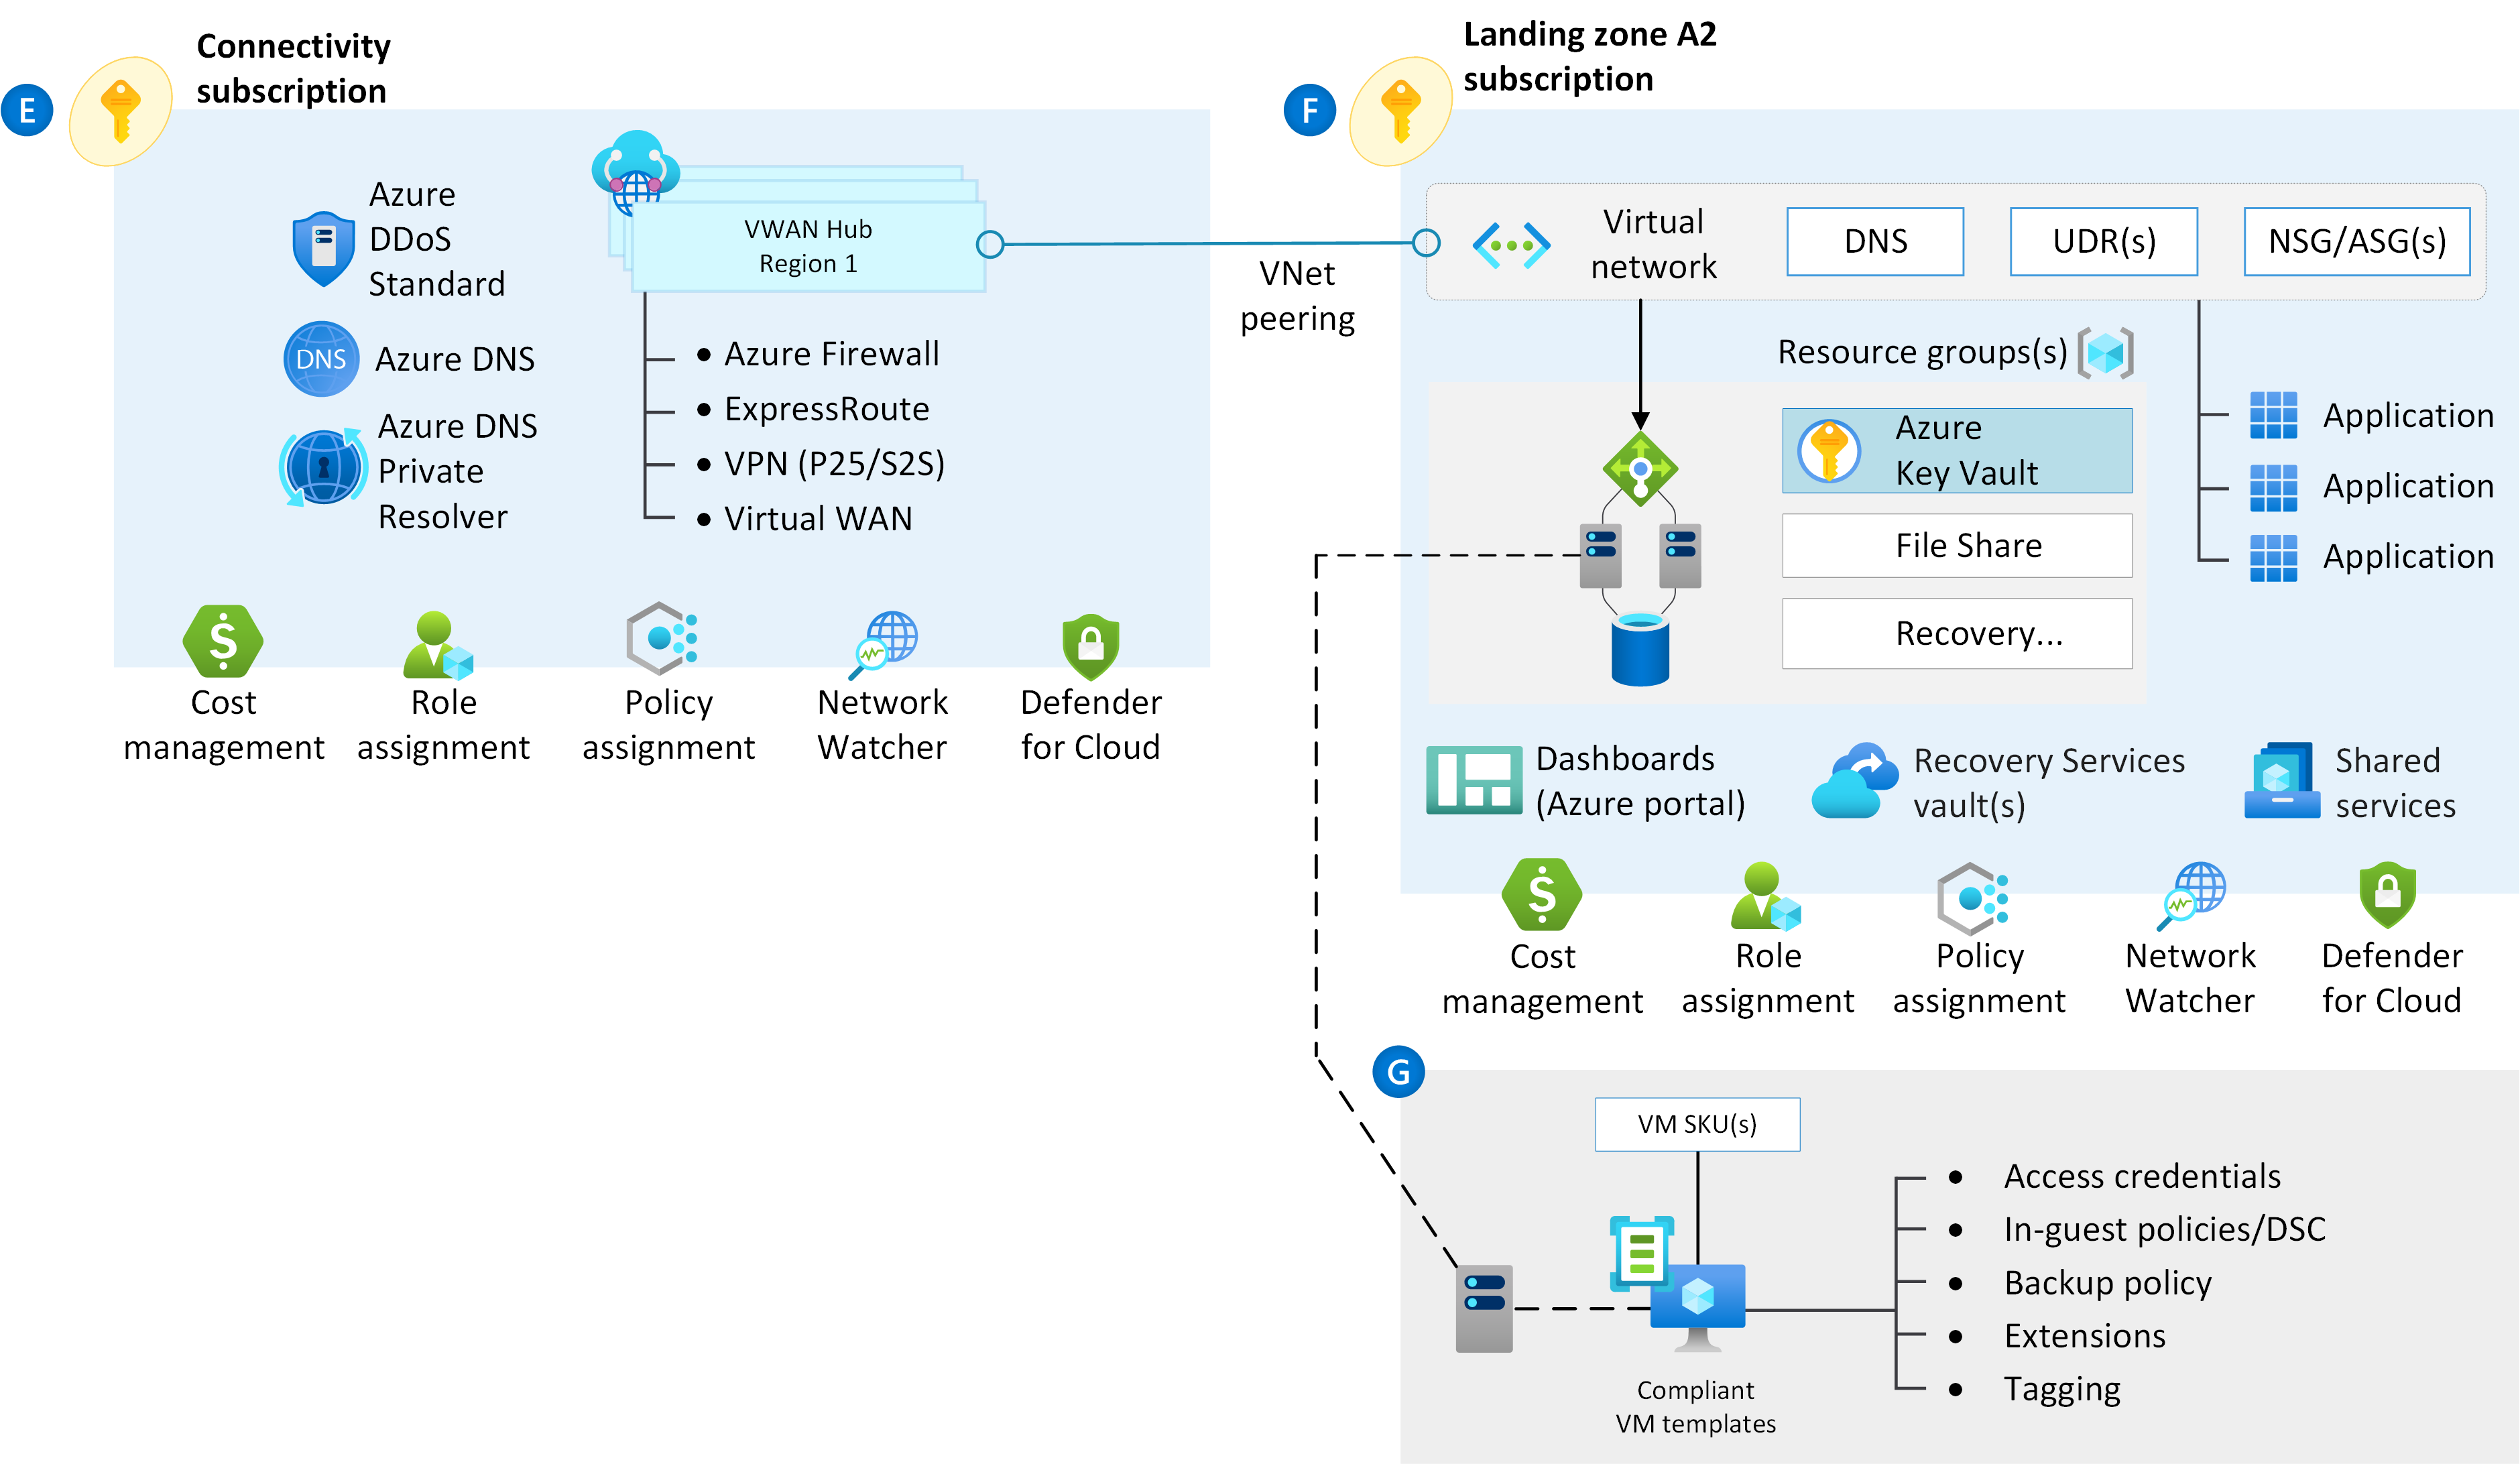 E
Connectivity
subscription
Azure
DDoS
Standard
DNS
Azure DNS
Azure DNS
Private
Resolver
VWAN Hub
Region 1
• Azure Firewall
• ExpressRoute
• VPN (P25/S2S)
• Virtual WAN
Cost
management
Role
assignment
Policy
assignment
Network
Watcher
Defender
for Cloud
VNet
peering
F
Landing zone A2
subscription
Virtual
network
DNS
UDR(s)
NSG/ASG(s)
Resource groups(s)
Azure
Key Vault
File Share
Recovery...
Application
Application
Application
Dashboards
(Azure portal)
Recovery Services
vault(s)
Shared
services
Cost
management
Role
assignment
Policy
assignment
Network
Watcher
Defender
for Cloud
G
VM SKU(s)
Compliant
VM templates
• Access credentials
• In-guest policies/DSC
• Backup policy
• Extensions
• Tagging